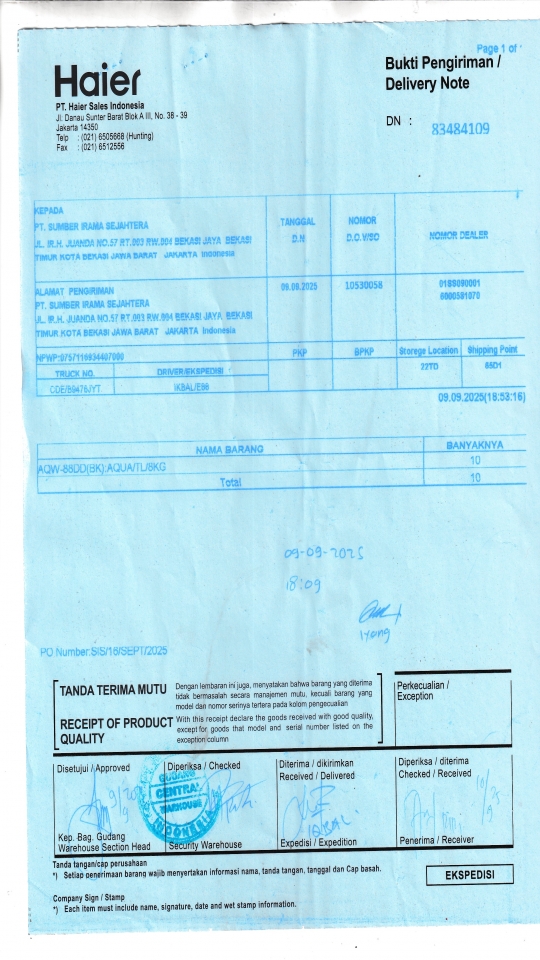 Page 1 of
Haier
Bukti Pengiriman /
Delivery Note
PT. Haier Sales Indonesia
Jl. Danau Sunter Barat Blok A III, No. 38 - 39
Jakarta 14350
Telp : (021) 6505668 (Hunting)
Fax : (021) 6512556
DN : 83484109
KEPADA
PT. SUMBER IRAMA SEJAHTERA
JL. IR.H. JUANDA NO.57 RT.003 RW.004 BEKASI JAYA BEKASI
TIMUR KOTA BEKASI JAWA BARAT JAKARTA Indonesia
TANGGAL
D.N
NOMOR
D.O.V/SO
NOMOR DEALER
ALAMAT PENGIRIMAN
PT. SUMBER IRAMA SEJAHTERA
JL. IR.H. JUANDA NO.57 RT.003 RW.004 BEKASI JAYA BEKASI
TIMUR KOTA BEKASI JAWA BARAT JAKARTA Indonesia
09.09.2025
10530058
NPWP:
TRUCK NO.
DRIVER/EKSPEDISI
PKP
BPKP
Storege Location
Shipping Point
CDE/B9476JYT
IKBAL/E86
22TD
65D1
09.09.2025(18:53:16)
NAMA BARANG
BANYAKNYA
AQW-88DD(BK):AQUA/TL/8KG
10
Total
10
09-09-2025
18:09
Iyong
PO Number:SIS/16/SEPT/2025
TANDA TERIMA MUTU
Dengan lembaran ini juga, menyatakan bahwa barang yang diterima
tidak bermasalah secara manajemen mutu, kecuali barang yang
model dan nomor serinya tertera pada kolom pengecualian
RECEIPT OF PRODUCT
QUALITY
With this receipt declare the goods received with good quality,
except for goods that model and serial number listed on the
exception column
Perkecualian /
Exception
Disetujui / Approved
Diperiksa / Checked
Diterima / dikirimkan
Received / Delivered
Diperiksa / diterima
Checked / Received
GUDANG
CENTRAL
WAREHOUSE
INDONESIA
IQBAL
Kep. Bag. Gudang
Warehouse Section Head
Security Warehouse
Expedisi / Expedition
Penerima / Receiver
Tanda tangan/cap perusahaan
*) Setiap penerimaan barang wajib menyertakan informasi nama, tanda tangan, tanggal dan Cap basah.
EKSPEDISI
Company Sign / Stamp
*) Each item must include name, signature, date and wet stamp information.